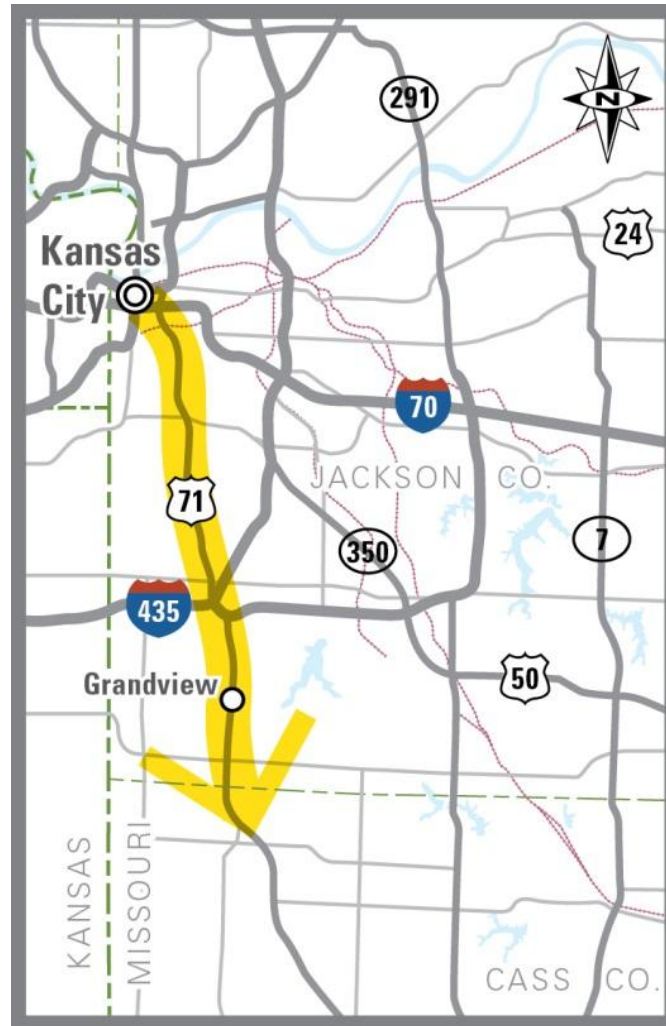 291
N
24
Kansas
City
70
JACKSON CO.
71
350
7
435
50
Grandview
KANSAS
MISSOURI
CASS CO.